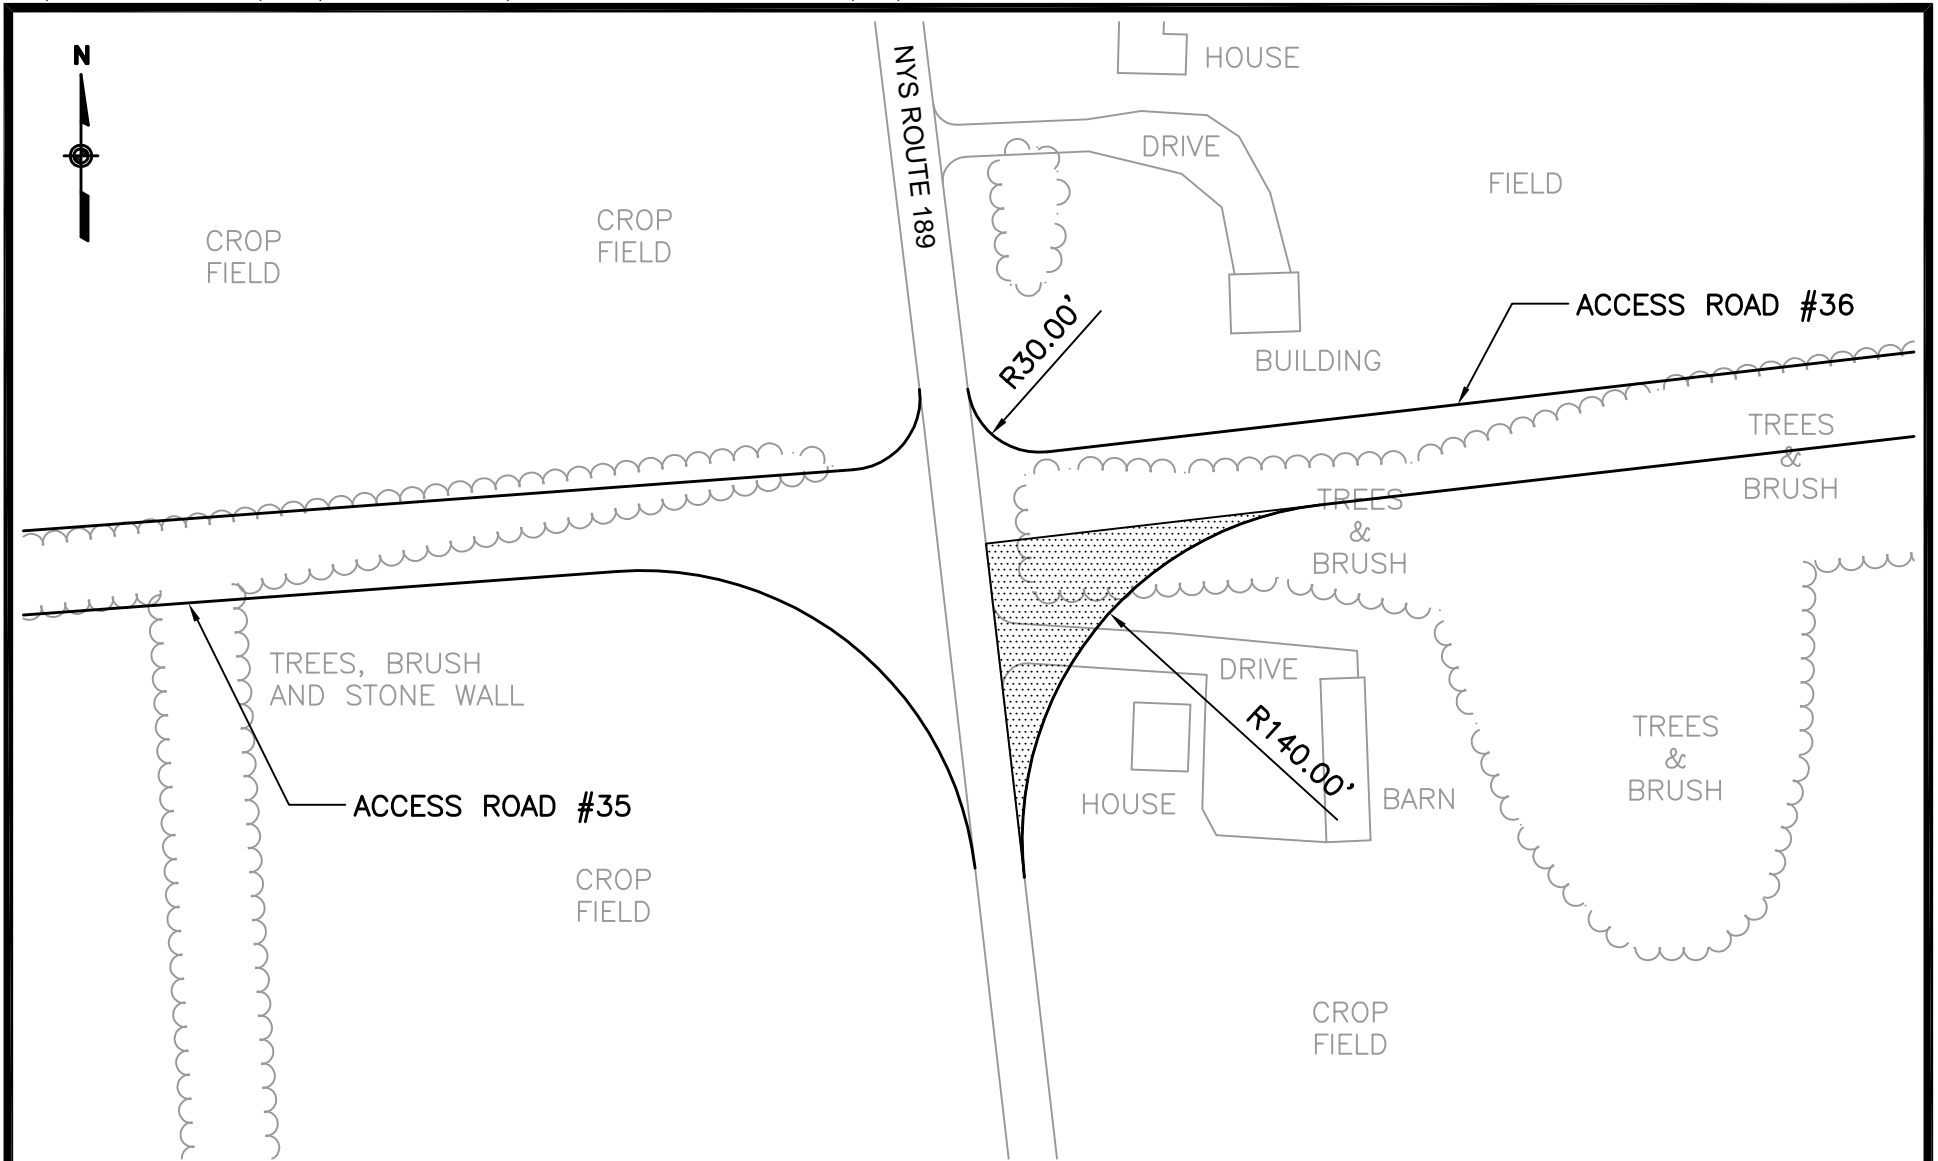 N
NYS ROUTE 189
HOUSE
DRIVE
FIELD
CROP
FIELD
CROP
FIELD
R30.00'
ACCESS ROAD #36
BUILDING
TREES
&
BRUSH
TREES
&
BRUSH
TREES, BRUSH
AND STONE WALL
DRIVE
R140.00'
HOUSE
BARN
TREES
&
BRUSH
ACCESS ROAD #35
CROP
FIELD
CROP
FIELD